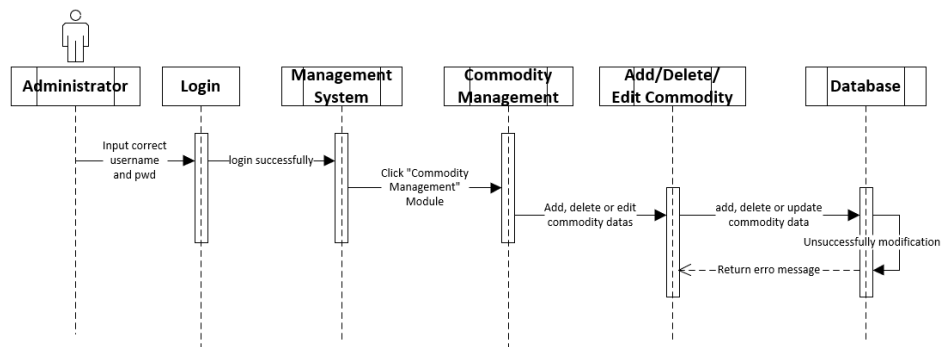 Administrator
Login
Management
System
Commodity
Management
Add/Delete/
Edit Commodity
Database
Input correct
username
and pwd
login successfully
Click "Commodity
Management"
Module
Add, delete or edit
commodity datas
add, delete or update
commodity data
Unsuccessfully modification
Return erro message